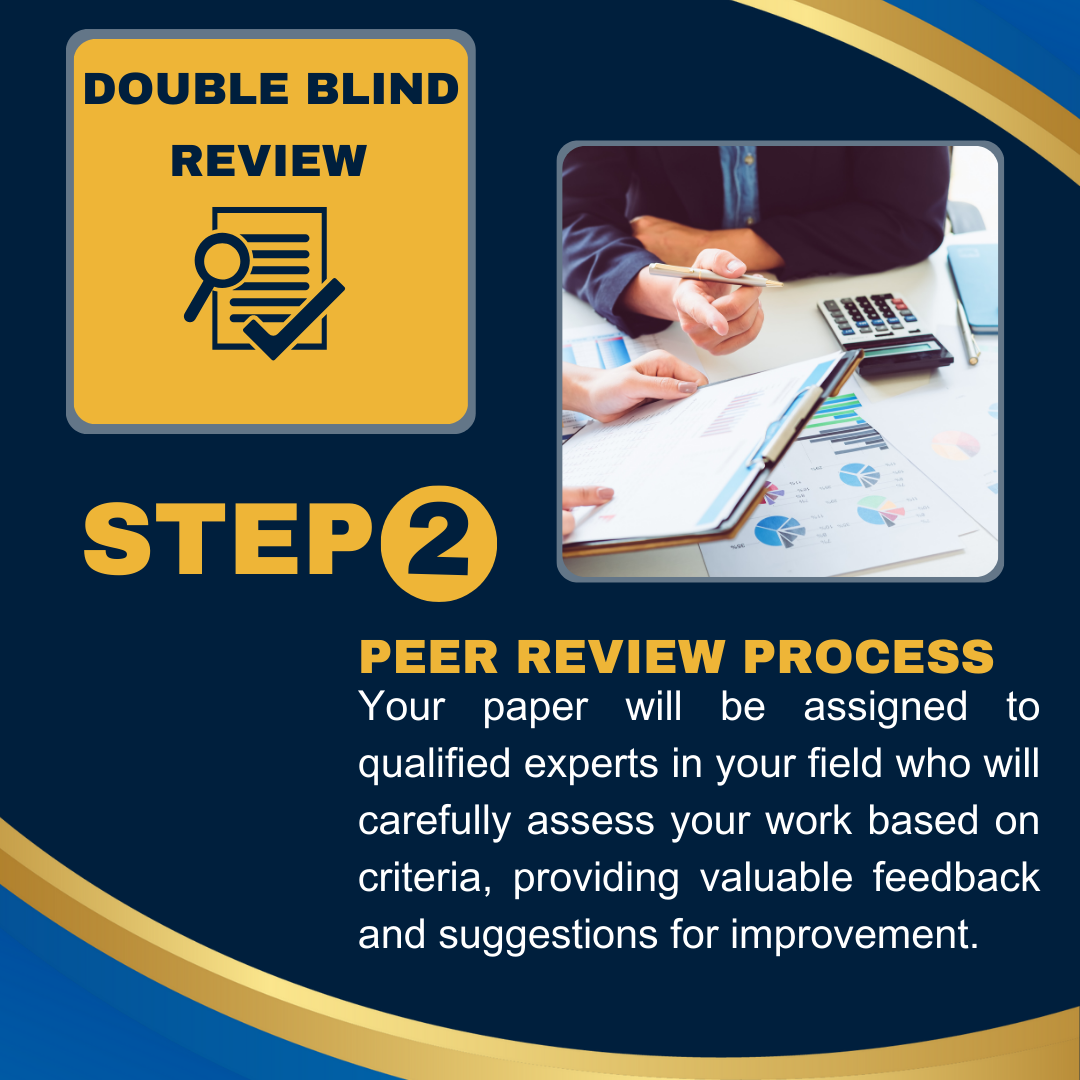 DOUBLE BLIND
REVIEW
STEP 2
PEER REVIEW PROCESS
Your paper will be assigned to
qualified experts in your field who will
carefully assess your work based on
criteria, providing valuable feedback
and suggestions for improvement.